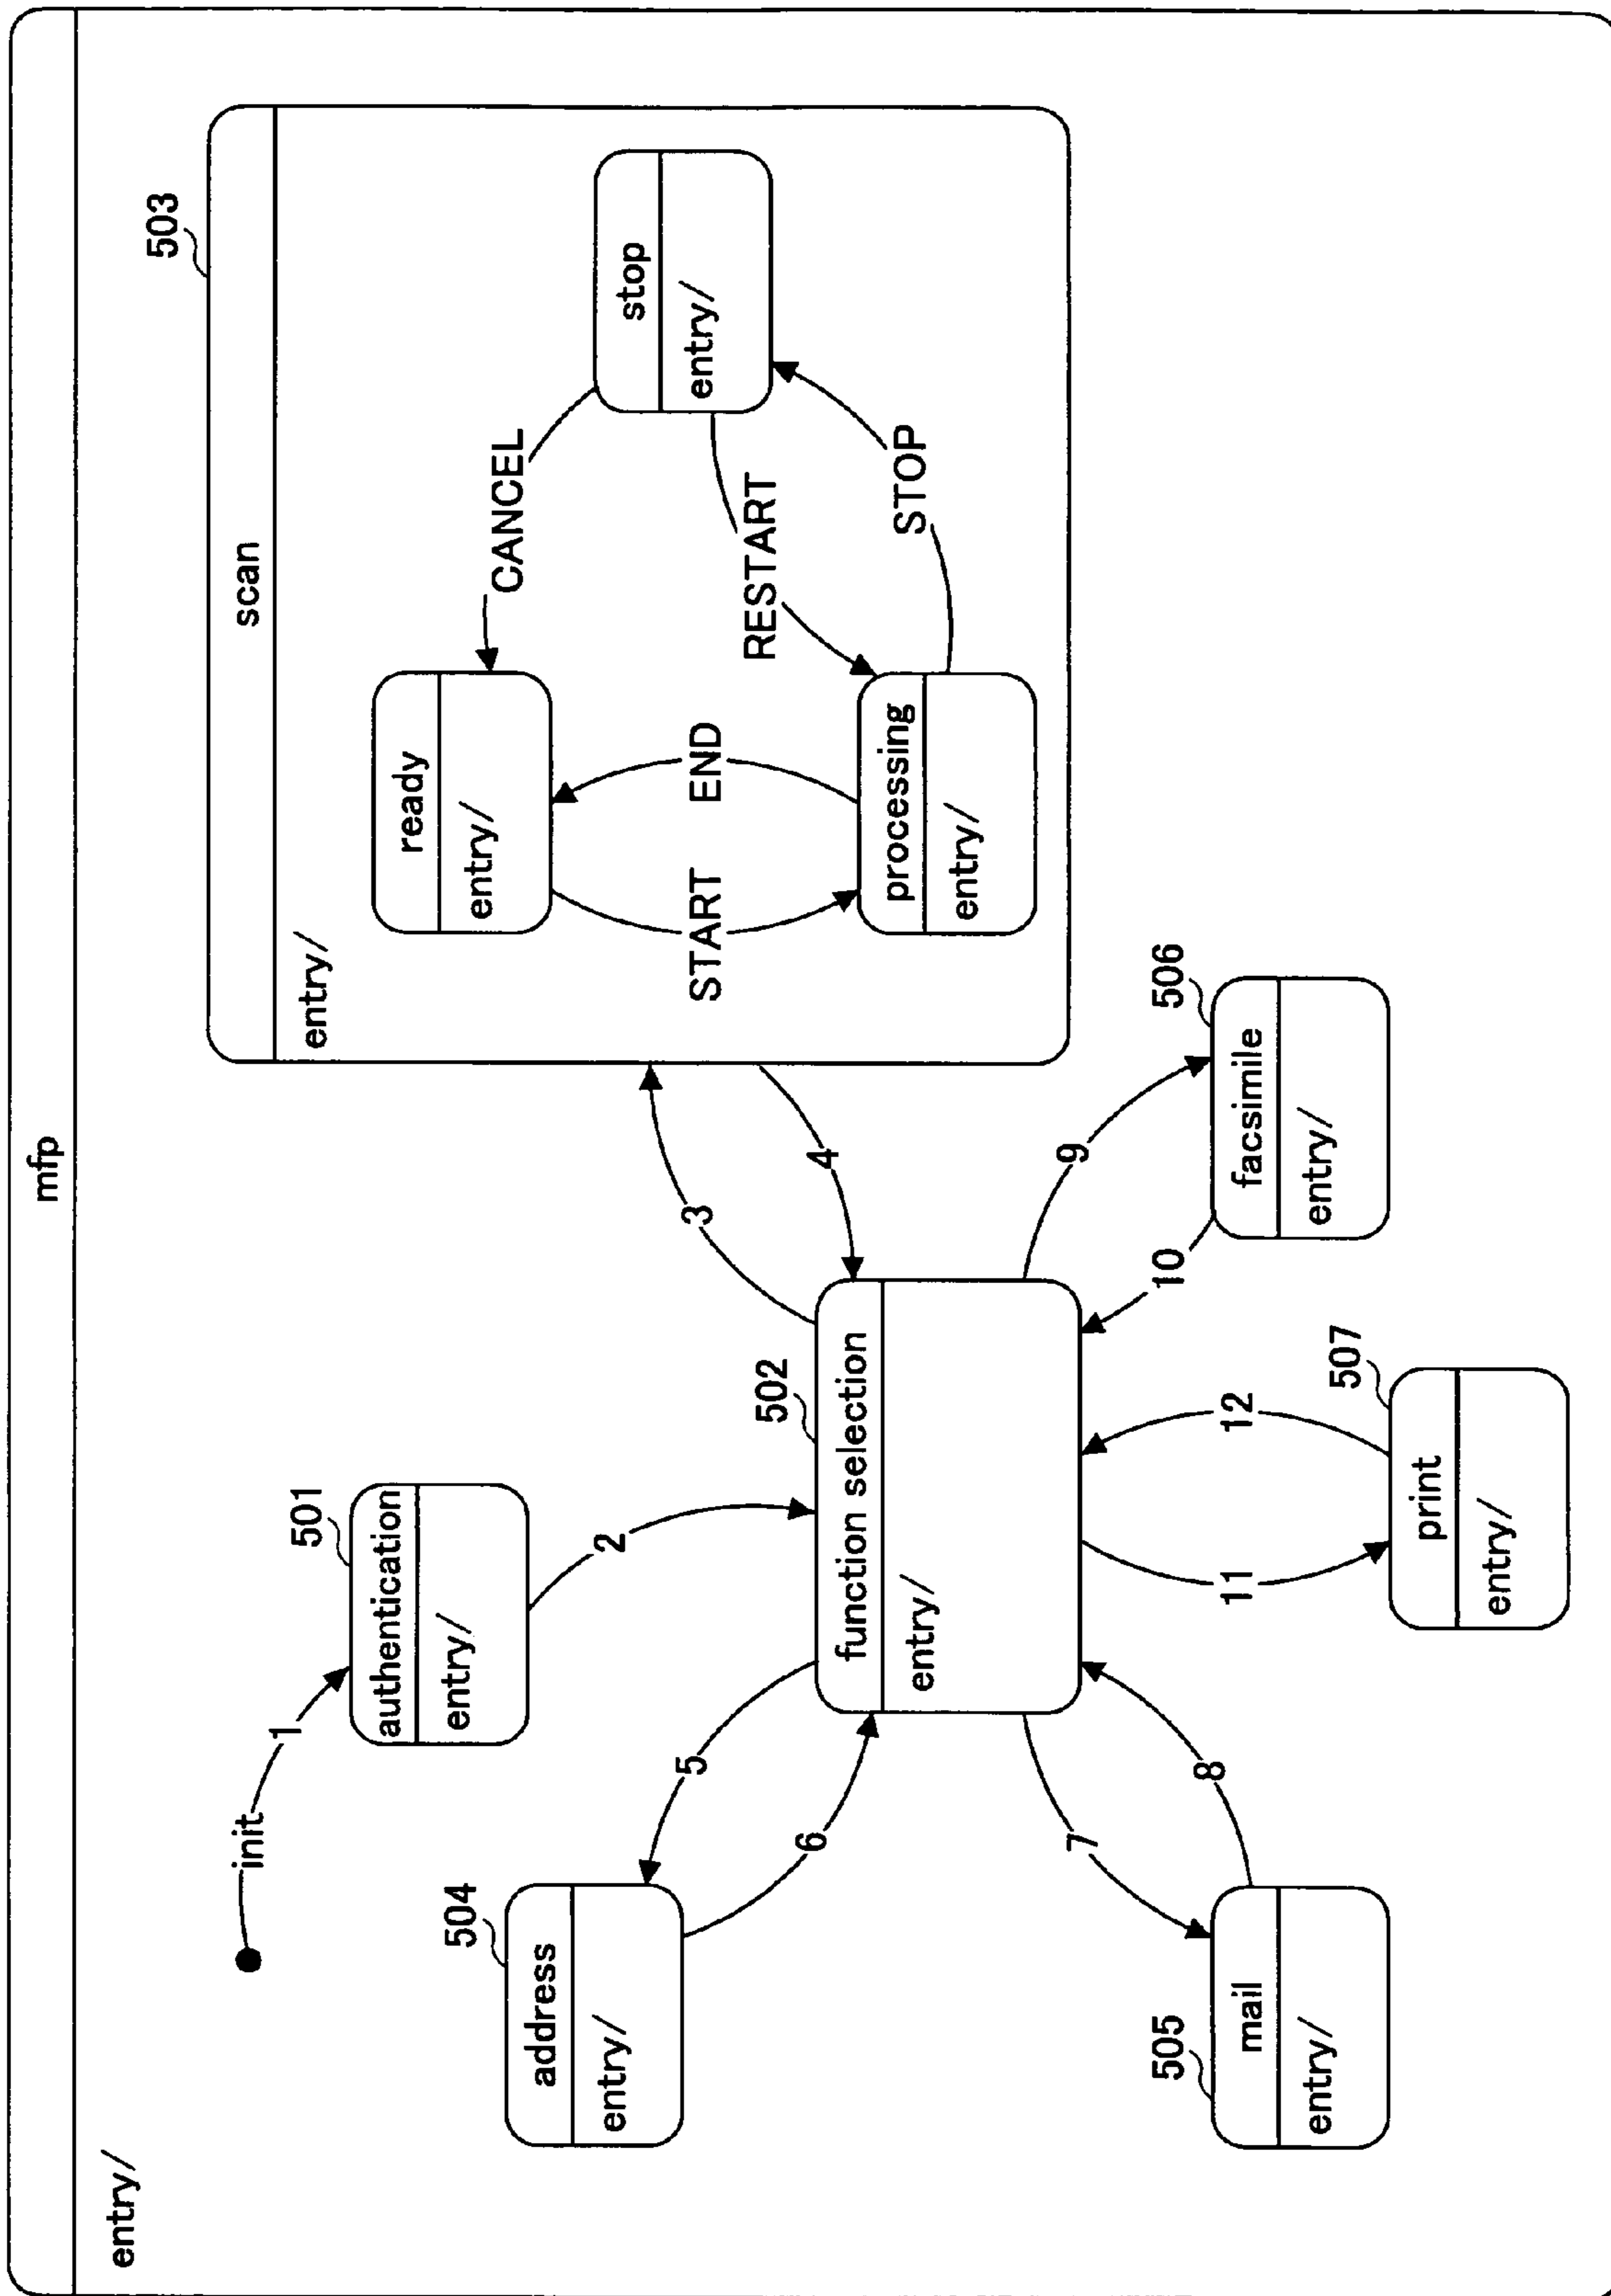 mfp
entry/
init
1
501
authentication
entry/
2
503
scan
entry/
ready
entry/
CANCEL
stop
entry/
START
END
RESTART
STOP
processing
entry/
504
address
entry/
5
6
3
4
502
function selection
entry/
505
mail
entry/
7
8
11
12
507
print
entry/
9
10
506
facsimile
entry/